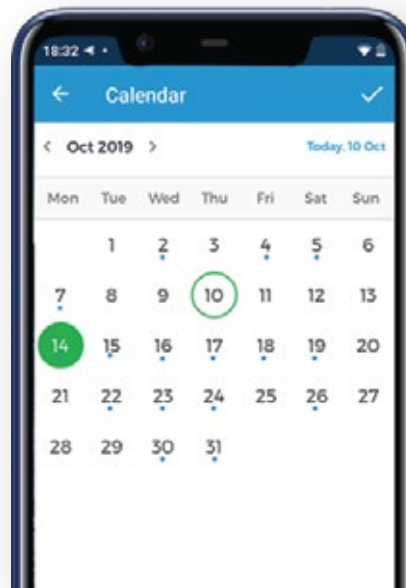 18:32
Calendar
Oct 2019 Today, 10 Oct
Mon Tue Wed Thu Fri Sat Sun
1 2 3 4 5 6
7 8 9 10 11 12 13
14 15 16 17 18 19 20
21 22 23 24 25 26 27
28 29 30 31